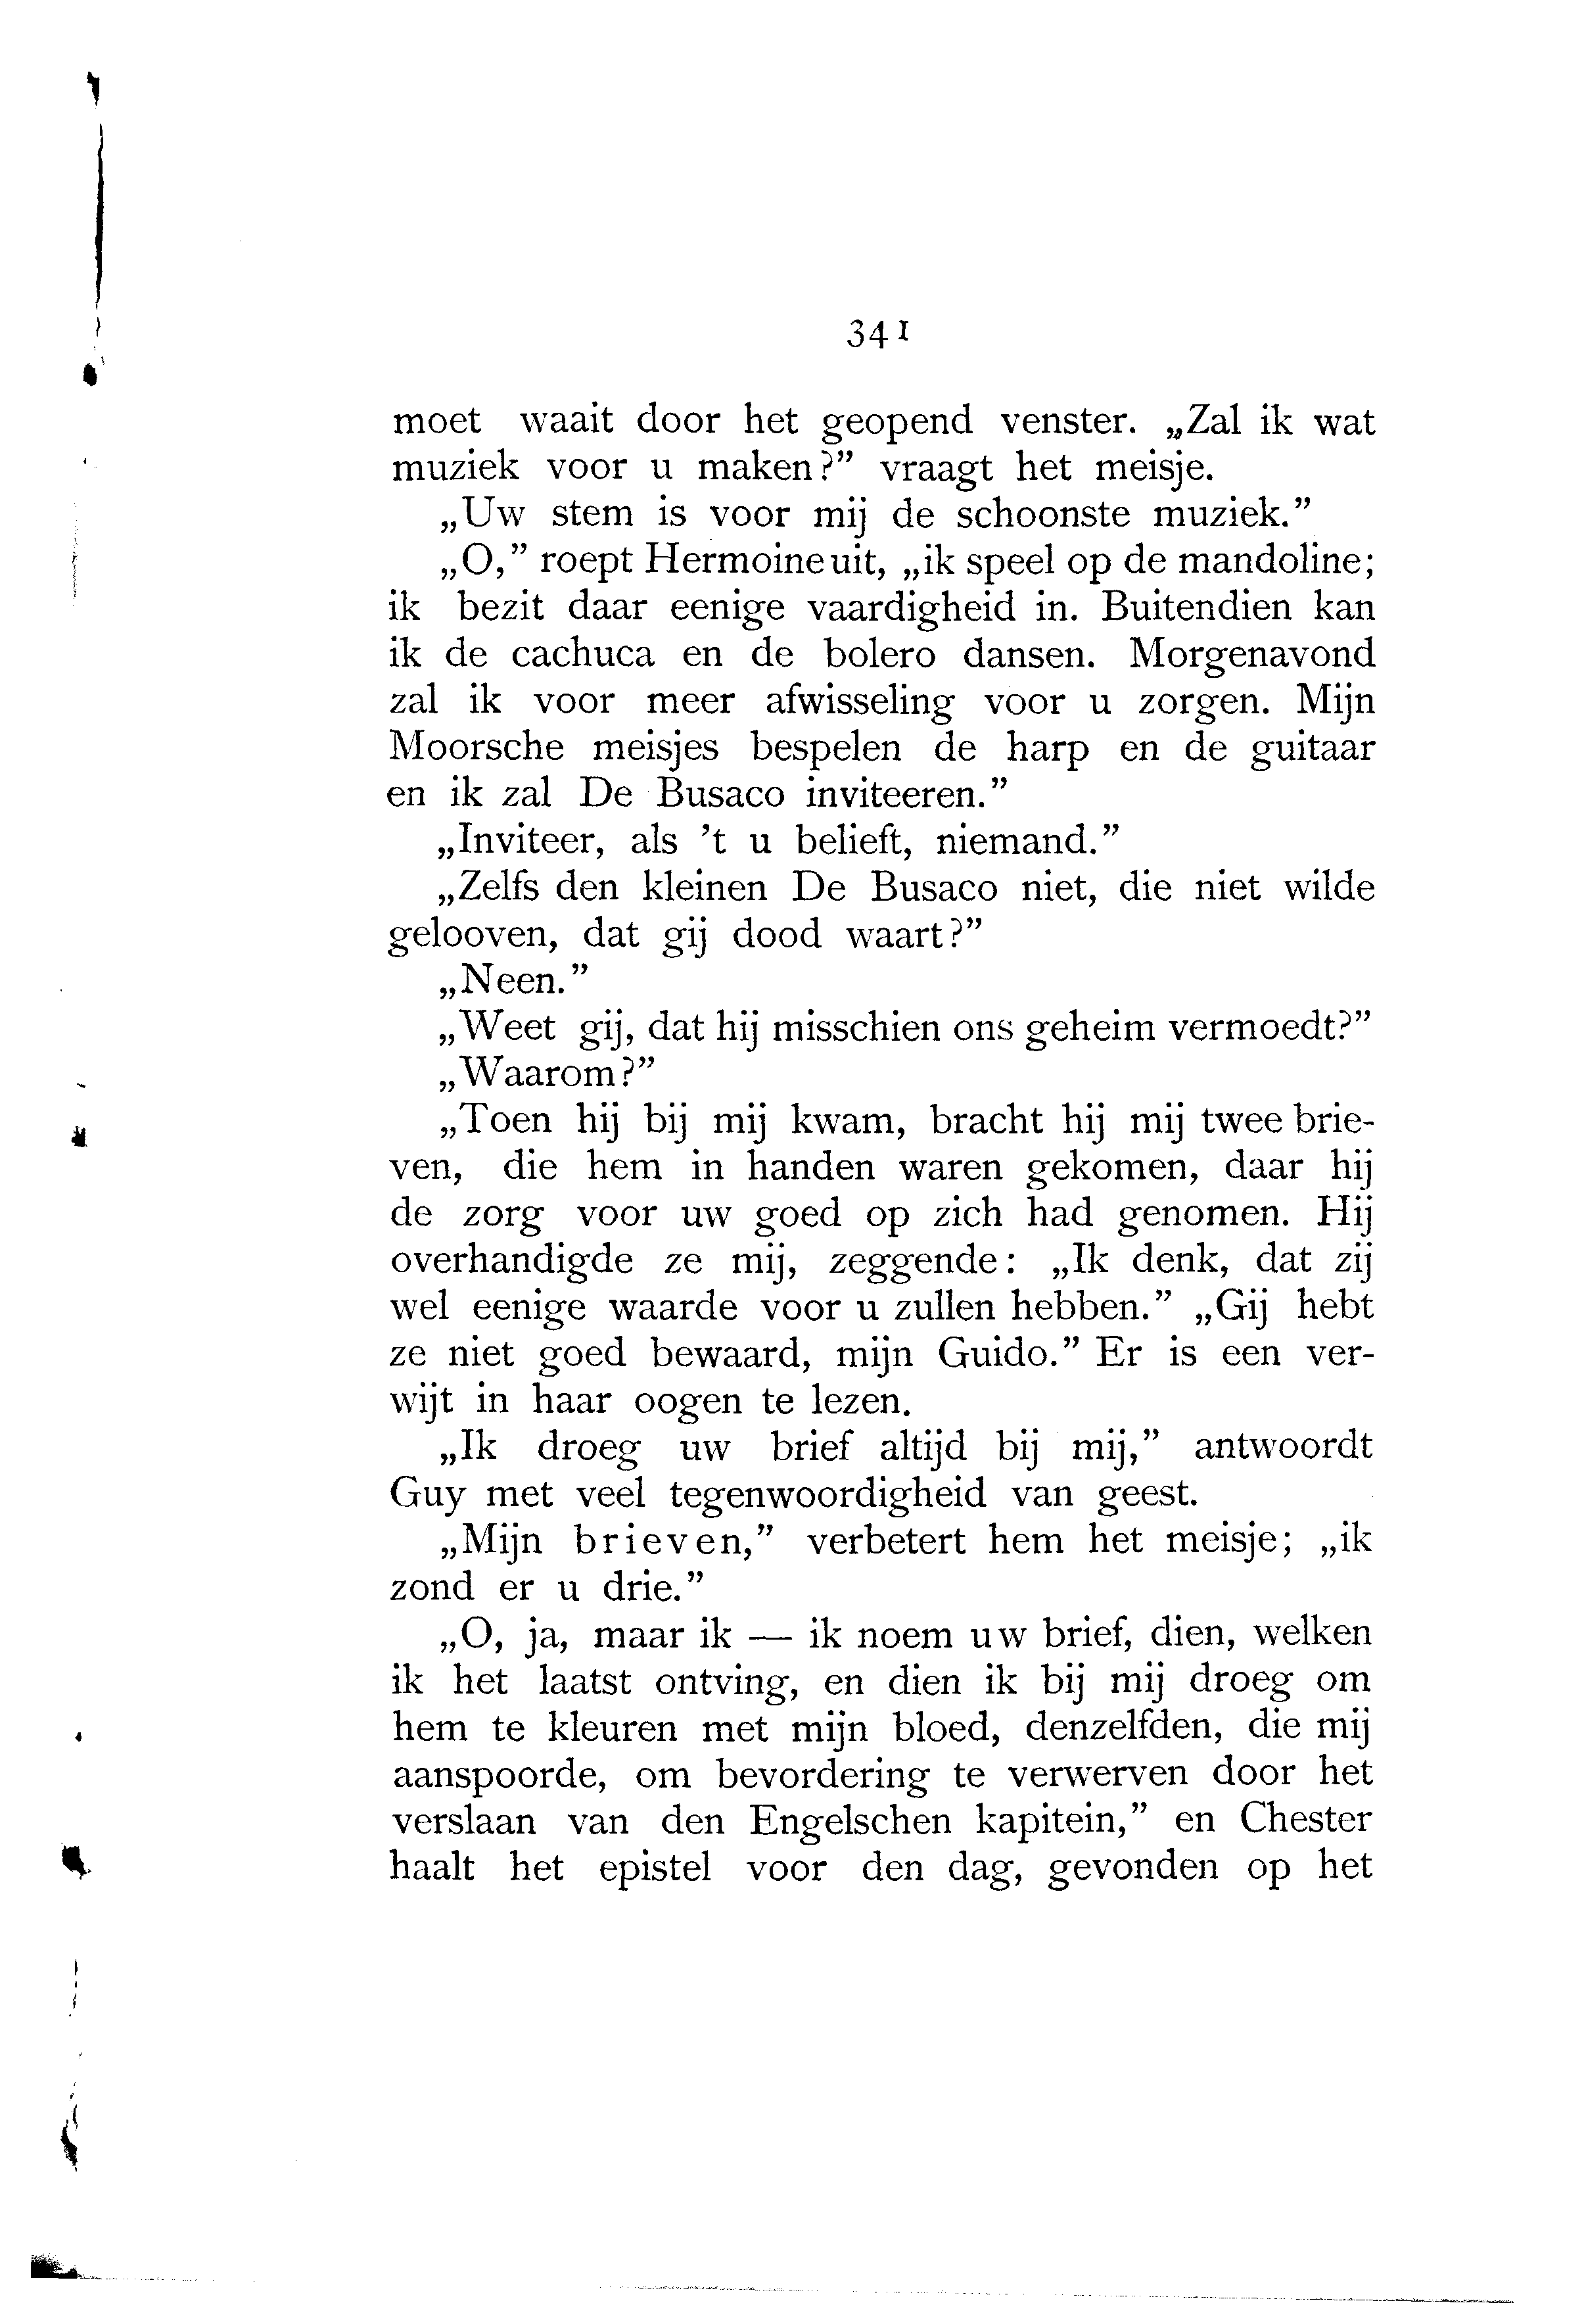 341
moet waait door het geopend venster. „Zal ik wat
muziek voor u maken?” vraagt het meisje.
„Uw stem is voor mij de schoonste muziek.”
„O,” roept Hermoine uit, „ik speel op de mandoline;
ik bezit daar eenige vaardigheid in. Buitendien kan
ik de cachuca en de bolero dansen. Morgenavond
zal ik voor meer afwisseling voor u zorgen. Mijn
Moorsche meisjes bespelen de harp en de guitaar
en ik zal De Busaco inviteeren.”
„Inviteer, als ’t u belieft, niemand.”
„Zelfs den kleinen De Busaco niet, die niet wilde
gelooven, dat gij dood waart?”
„Neen.”
„Weet gij, dat hij misschien ons geheim vermoedt?”
„Waarom?”
„Toen hij bij mij kwam, bracht hij mij twee brie-
ven, die hem in handen waren gekomen, daar hij
de zorg voor uw goed op zich had genomen. Hij
overhandigde ze mij, zeggende: „Ik denk, dat zij
wel eenige waarde voor u zullen hebben.” „Gij hebt
ze niet goed bewaard, mijn Guido.” Er is een ver-
wijt in haar oogen te lezen.
„Ik droeg uw brief altijd bij mij,” antwoordt
Guy met veel tegenwoordigheid van geest.
„Mijn brieven,” verbetert hem het meisje; „ik
zond er u drie.”
„O, ja, maar ik — ik noem uw brief, dien, welken
ik het laatst ontving, en dien ik bij mij droeg om
hem te kleuren met mijn bloed, denzelfden, die mij
aanspoorde, om bevordering te verwerven door het
verslaan van den Engelschen kapitein,” en Chester
haalt het epistel voor den dag, gevonden op het